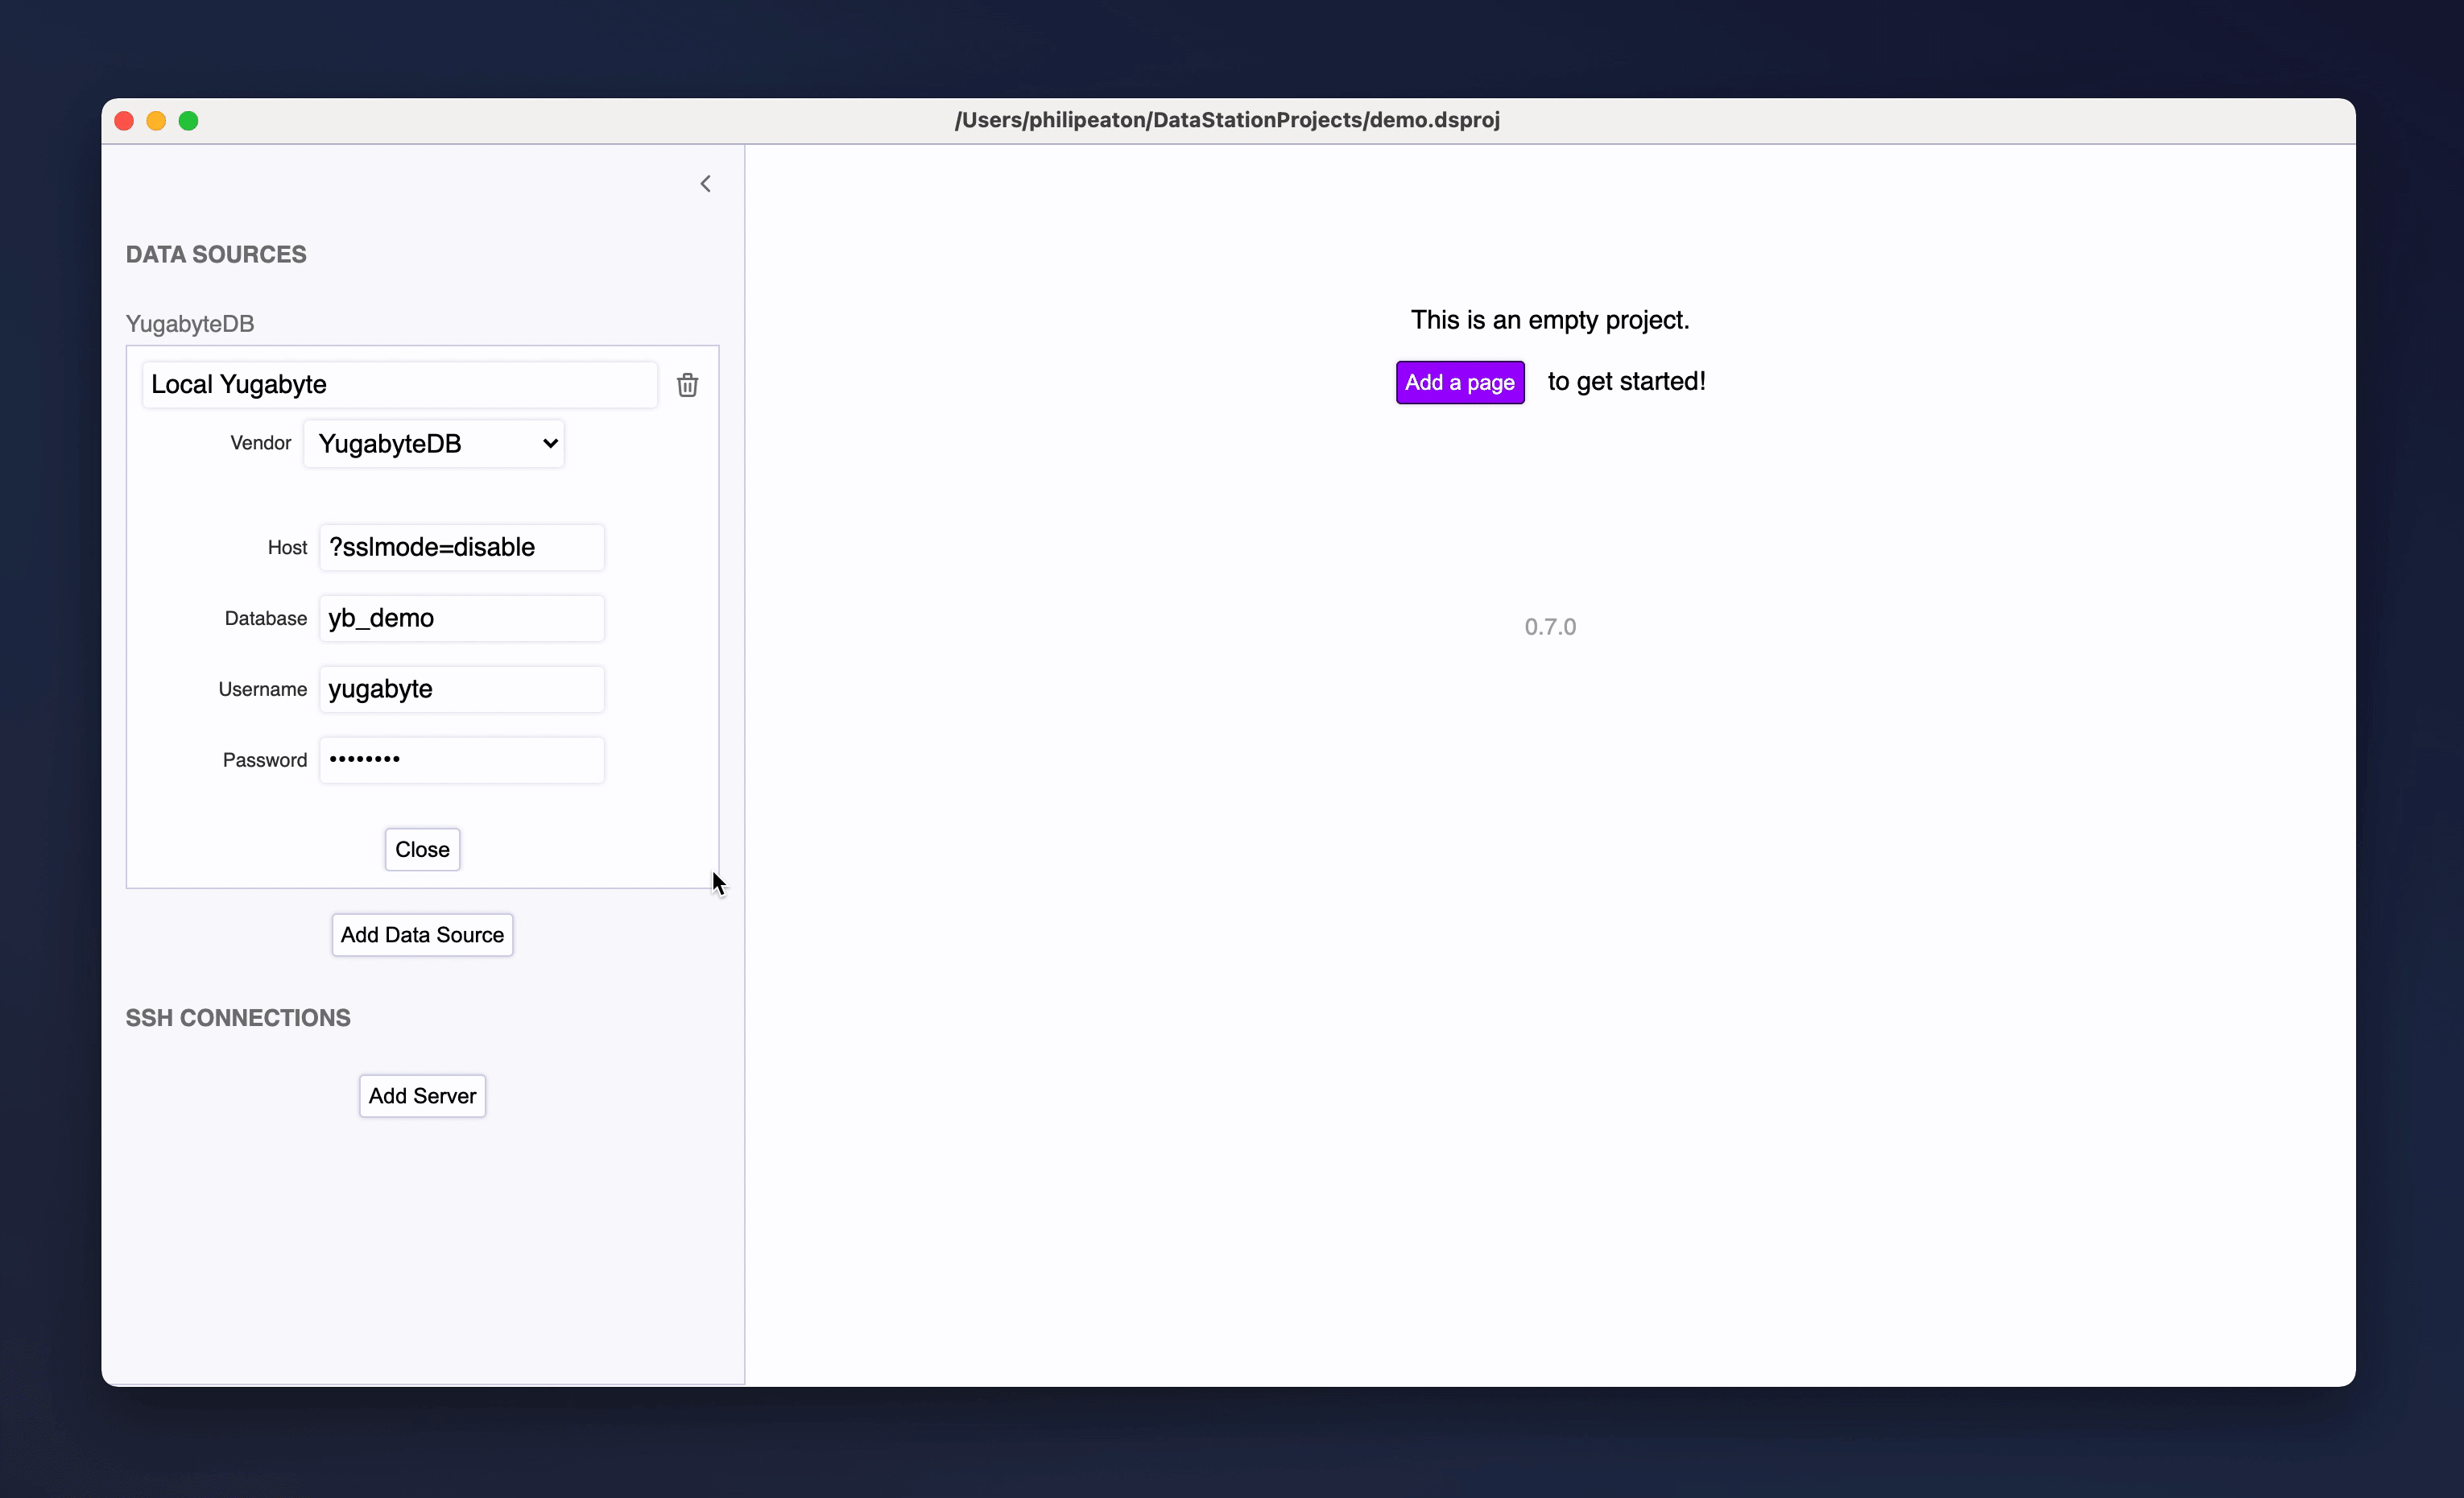 /Users/philipeaton/DataStationProjects/demo.dsproj
DATA SOURCES
YugabyteDB
Local Yugabyte
Vendor YugabyteDB
Host ?sslmode=disable
Database yb_demo
Username yugabyte
Password ••••••••
Close
Add Data Source
SSH CONNECTIONS
Add Server
This is an empty project.
Add a page to get started!
0.7.0